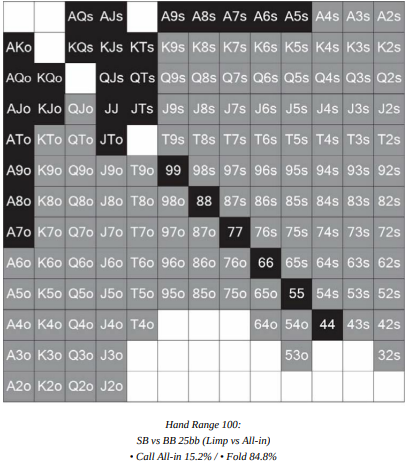 AQs AJs A9s A8s A7s A6s A5s A4s A3s A2s
AKo KQs KJs KTs K9s K8s K7s K6s K5s K4s K3s K2s
AQo KQo QJs QTs Q9s Q8s Q7s Q6s Q5s Q4s Q3s Q2s
AJo KJo QJo JJ JTs J9s J8s J7s J6s J5s J4s J3s J2s
ATo KTo QTo JTo T9s T8s T7s T6s T5s T4s T3s T2s
A9o K9o Q9o J9o T9o 99 98s 97s 96s 95s 94s 93s 92s
A8o K8o Q8o J8o T8o 98o 88 87s 86s 85s 84s 83s 82s
A7o K7o Q7o J7o T7o 97o 87o 77 76s 75s 74s 73s 72s
A6o K6o Q6o J6o T6o 96o 86o 76o 66 65s 64s 63s 62s
A5o K5o Q5o J5o T5o 95o 85o 75o 65o 55 54s 53s 52s
A4o K4o Q4o J4o T4o 64o 54o 44 43s 42s
A3o K3o Q3o J3o 53o 32s
A2o K2o Q2o J2o
Hand Range 100:
SB vs BB 25bb (Limp vs All-in)
• Call All-in 15.2% / • Fold 84.8%